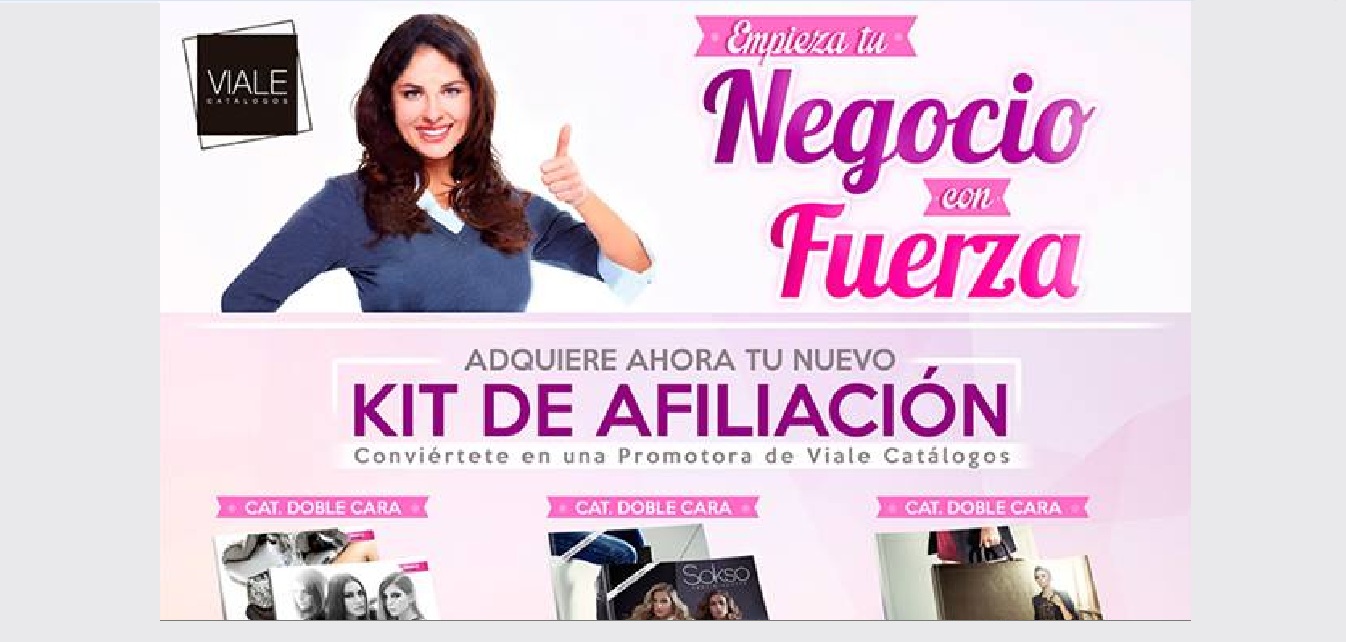 VIALE
CATÁLOGOS
Empieza tu
Negocio
con
Fuerza
ADQUIERE AHORA TU NUEVO
KIT DE AFILIACIÓN
Conviértete en una Promotora de Viale Catálogos
CAT. DOBLE CARA CAT. DOBLE CARA CAT. DOBLE CARA
Sokso